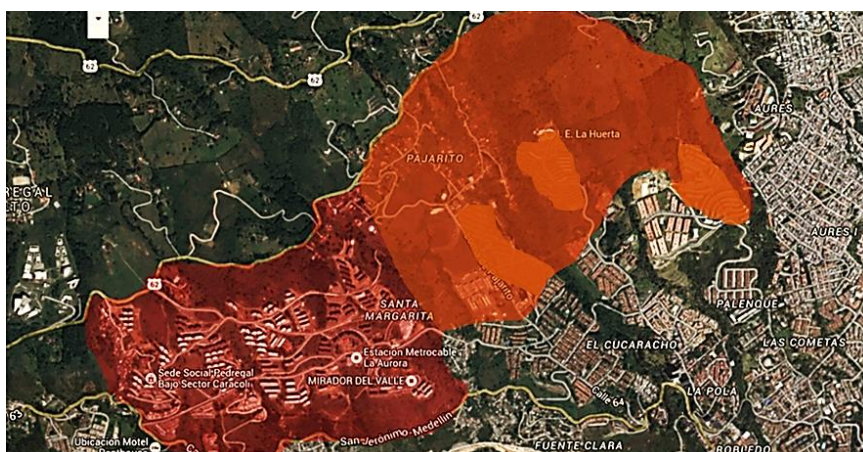 62
62
62
AURES
I. E. La Huerta
PAJARITO
AURES I
62
SANTA
MARGARITA
PALENQUE
EL CUCARACHO
LAS COMETAS
Estación Metrocable
La Aurora
Sede Social Pedregal
Bajo Sector Caracolí
MIRADOR DEL VALLE
Calle 64
LA POLA
San Jerónimo-Medellín
Ubicación Motel
FUENTE CLARA
ROBLEDO